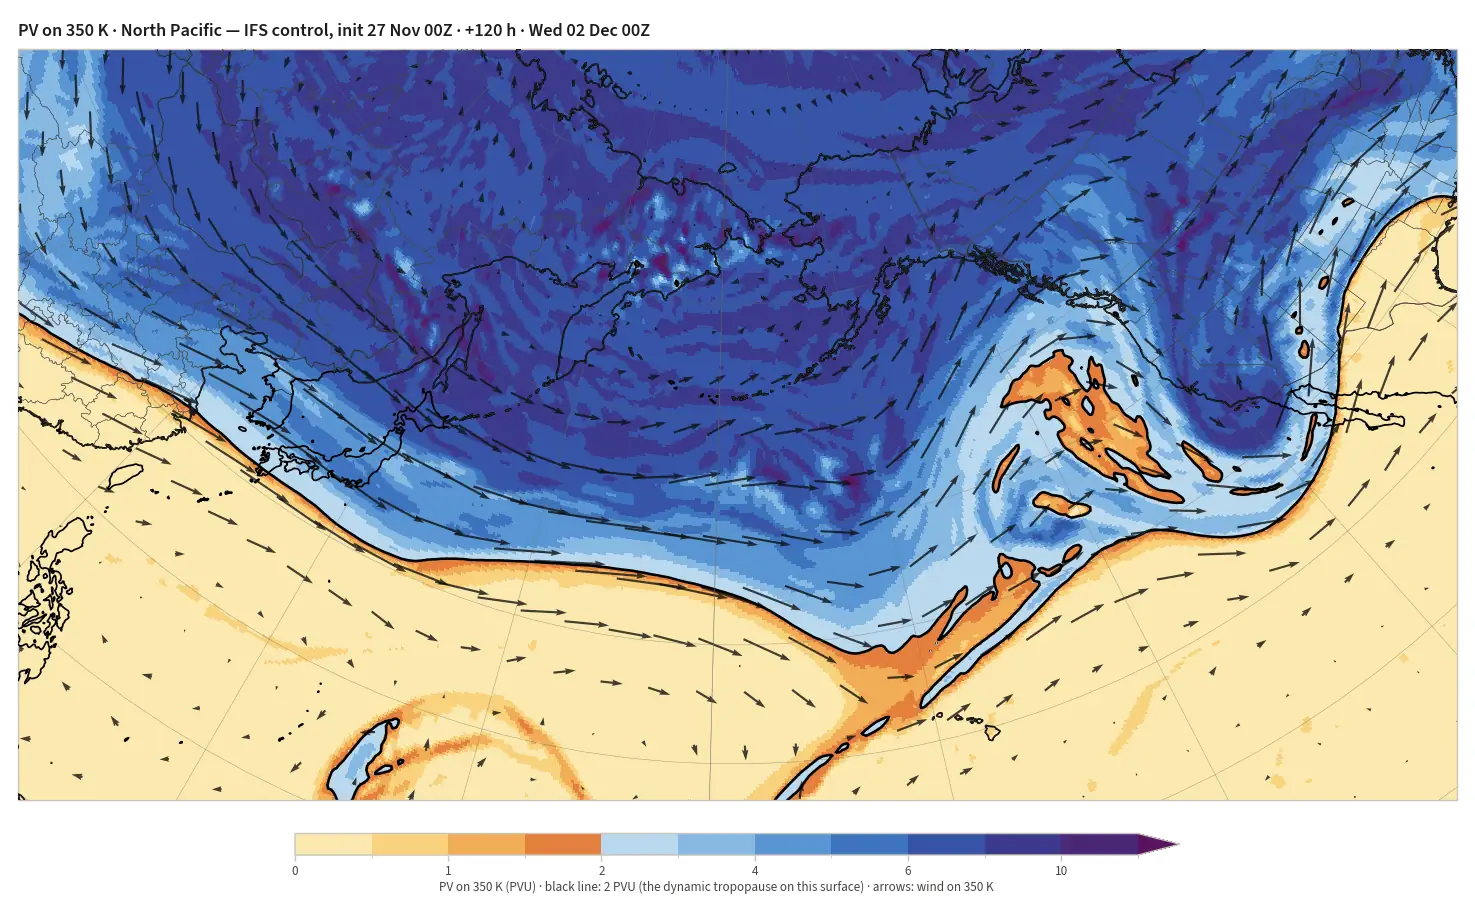 PV on 350 K · North Pacific — IFS control, init 27 Nov 00Z · +120 h · Wed 02 Dec 00Z
0 1 2 4 6 10
PV on 350 K (PVU) · black line: 2 PVU (the dynamic tropopause on this surface) · arrows: wind on 350 K